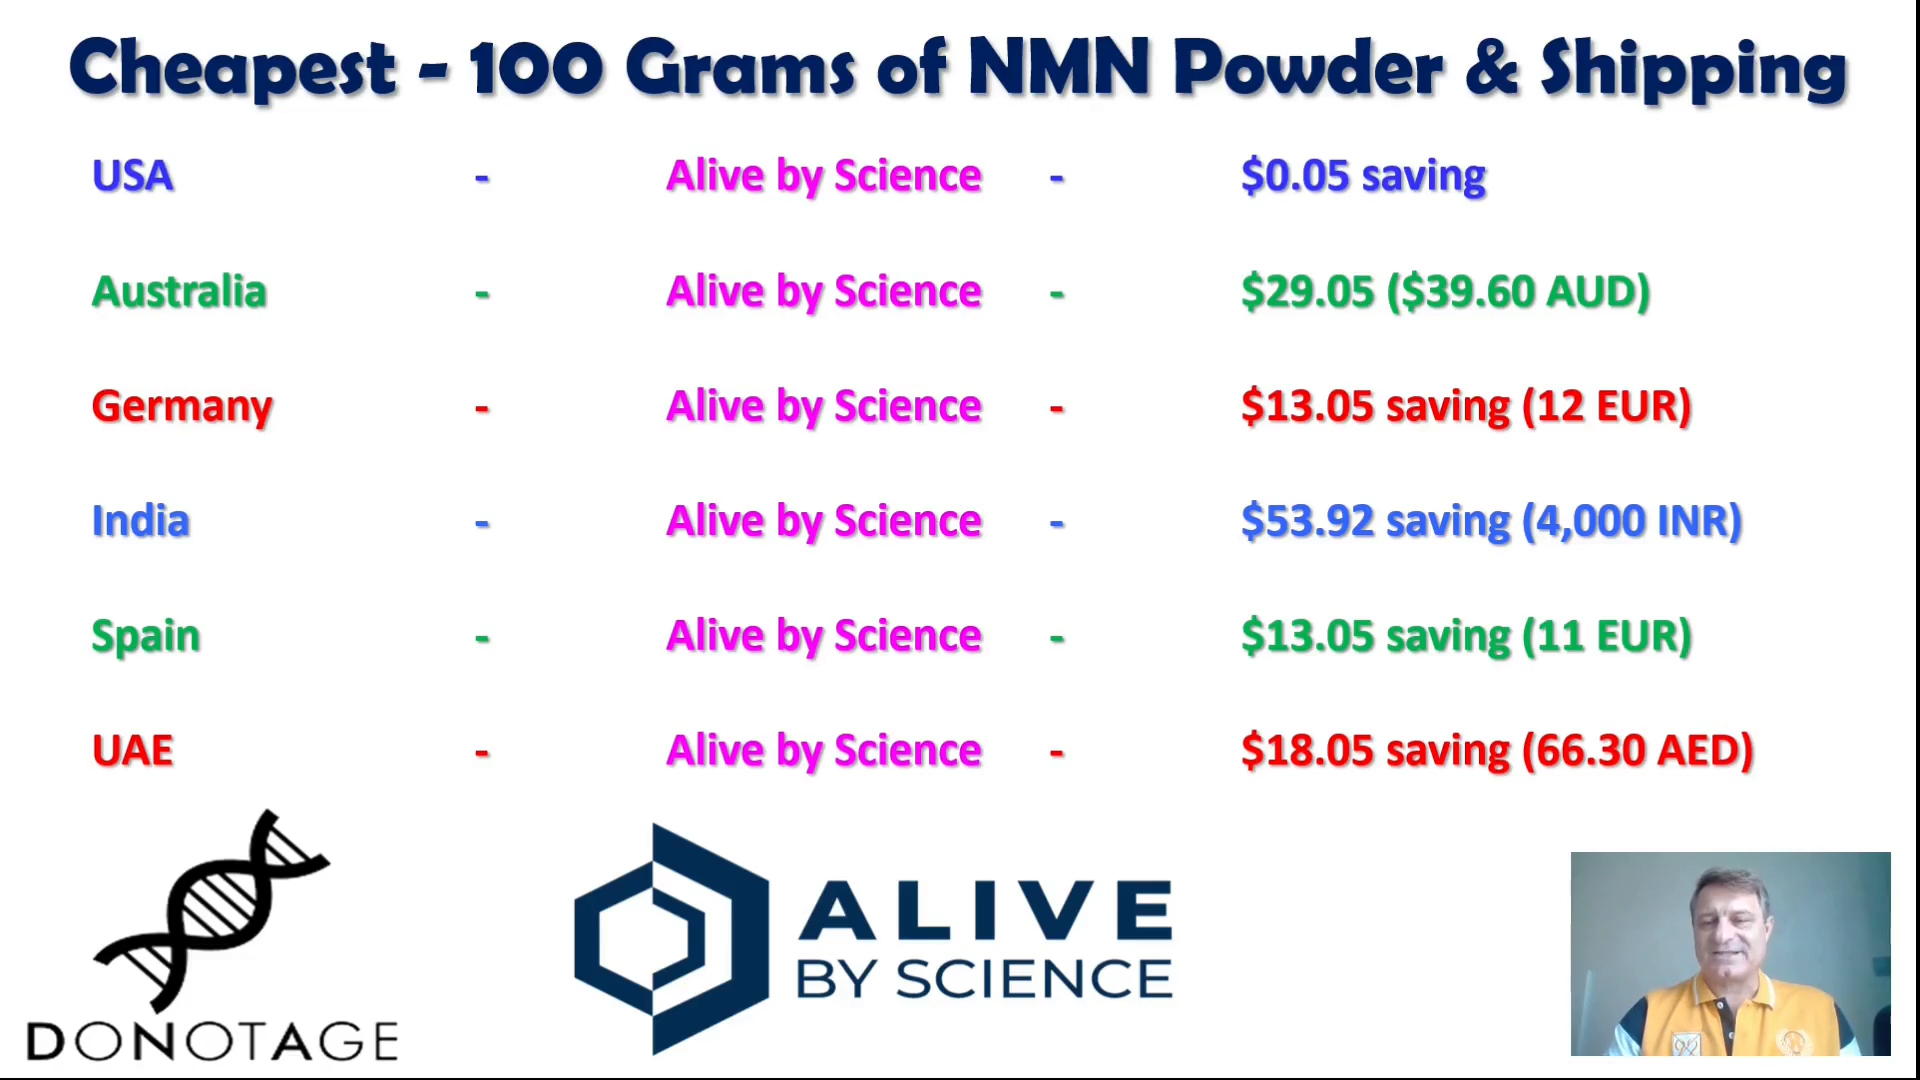 Cheapest - 100 Grams of NMN Powder & Shipping
USA - Alive by Science - $0.05 saving
Australia - Alive by Science - $29.05 ($39.60 AUD)
Germany - Alive by Science - $13.05 saving (12 EUR)
India - Alive by Science - $53.92 saving (4,000 INR)
Spain - Alive by Science - $13.05 saving (11 EUR)
UAE - Alive by Science - $18.05 saving (66.30 AED)
DONOTAGE
ALIVE
BY SCIENCE